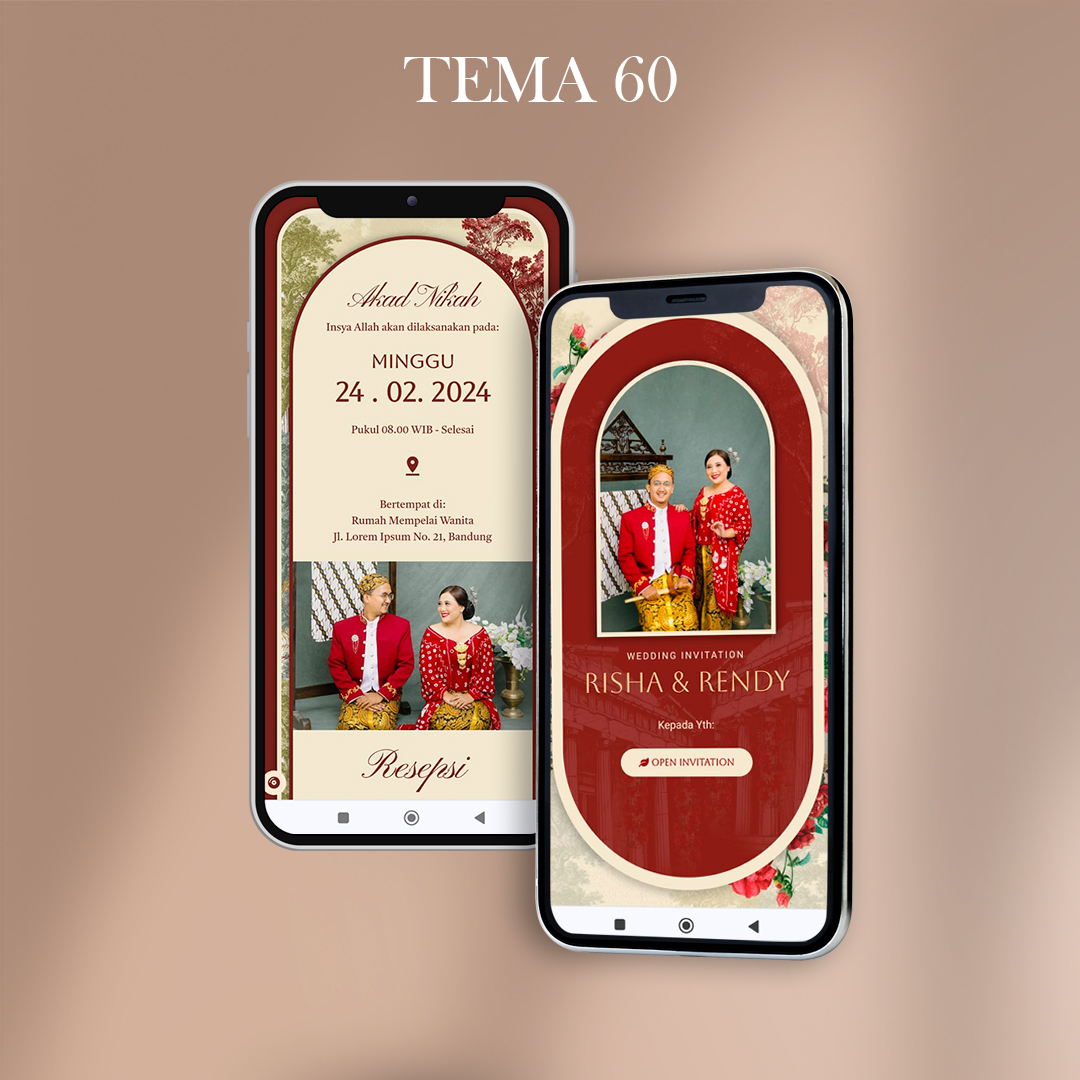 TEMA 60
Akad Nikah
Insya Allah akan dilaksanakan pada:
MINGGU
24 . 02. 2024
Pukul 08.00 WIB - Selesai
Bertempat di:
Rumah Mempelai Wanita
Jl. Lorem Ipsum No. 21, Bandung
Resepsi
WEDDING INVITATION
RISHA & RENDY
Kepada Yth:
OPEN INVITATION